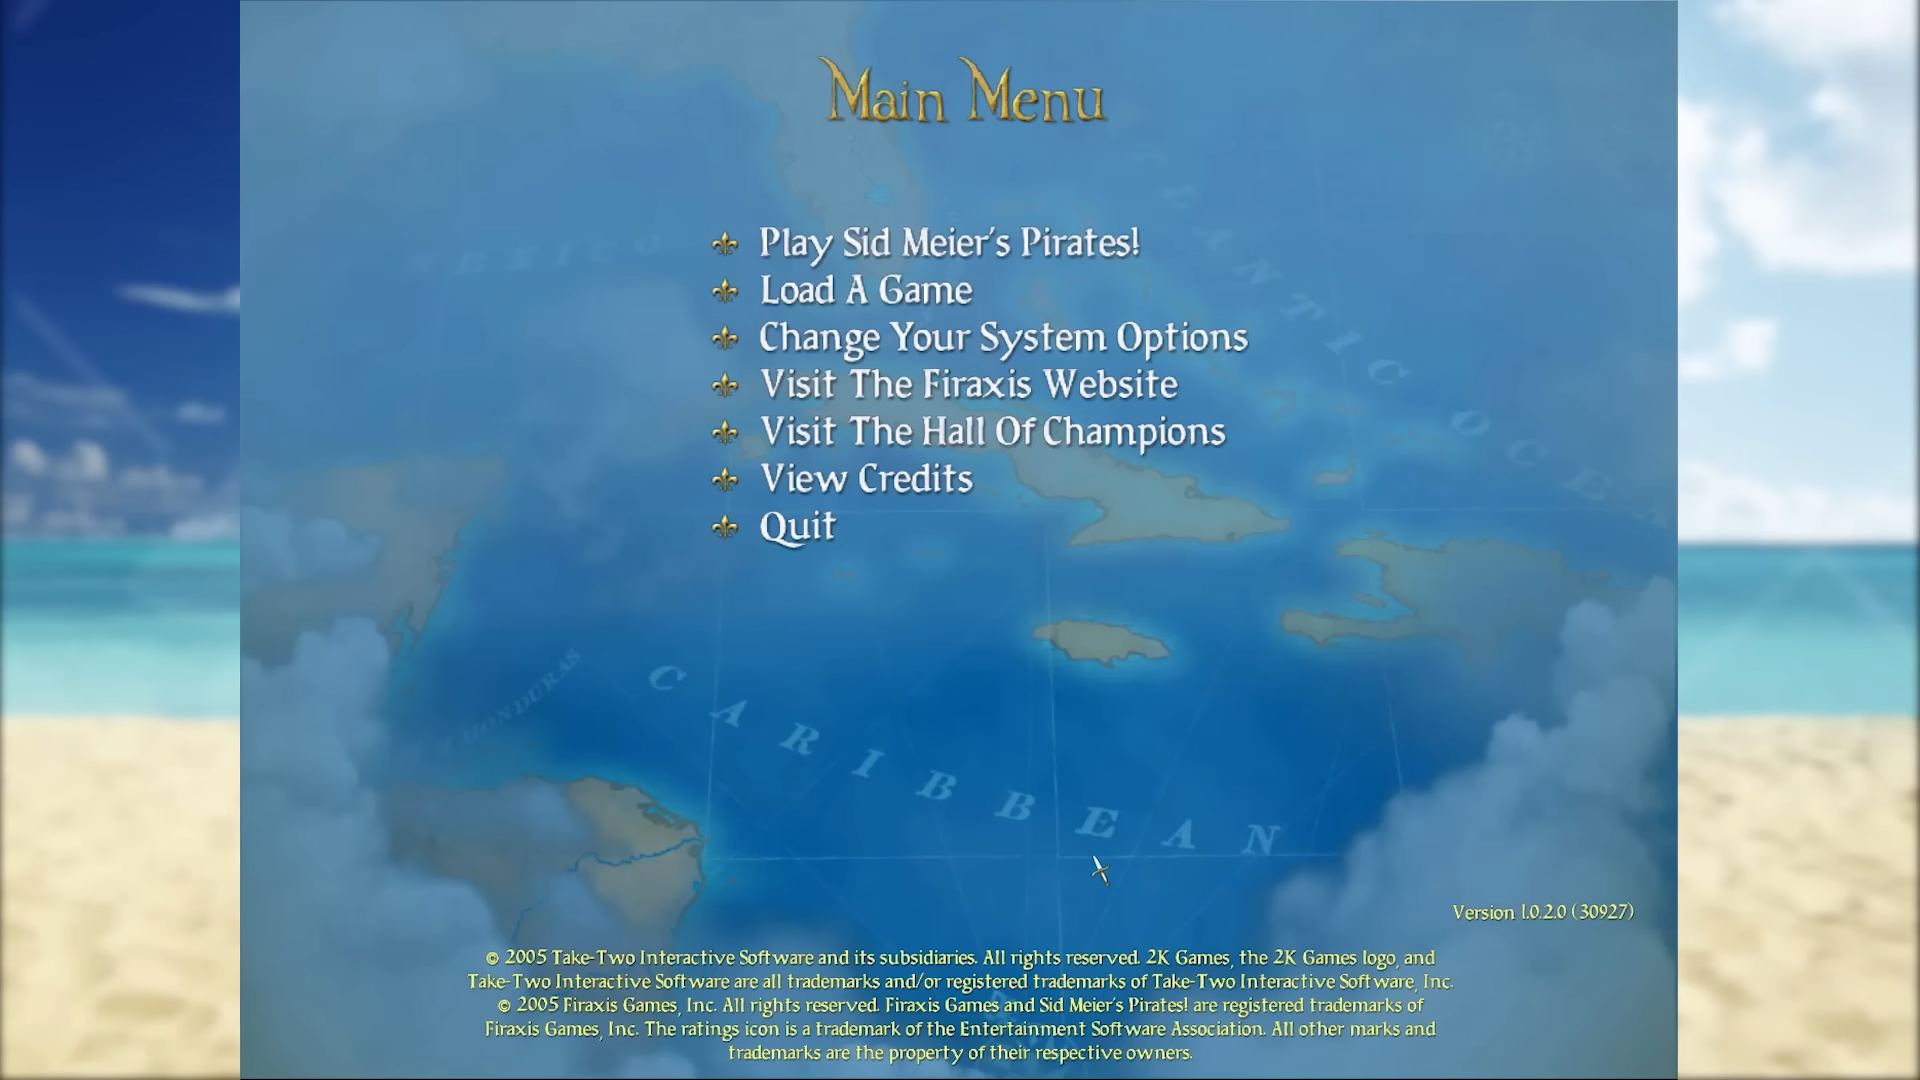 Main Menu
Play Sid Meier's Pirates!
Load A Game
Change Your System Options
Visit The Firaxis Website
Visit The Hall Of Champions
View Credits
Quit
HONDURAS
CARIBBEAN
Version 1.0.2.0 (30927)
© 2005 Take-Two Interactive Software and its subsidiaries. All rights reserved. 2K Games, the 2K Games logo, and
Take-Two Interactive Software are all trademarks and/or registered trademarks of Take-Two Interactive Software, Inc.
© 2005 Firaxis Games, Inc. All rights reserved. Firaxis Games and Sid Meier's Pirates! are registered trademarks of
Firaxis Games, Inc. The ratings icon is a trademark of the Entertainment Software Association. All other marks and
trademarks are the property of their respective owners.